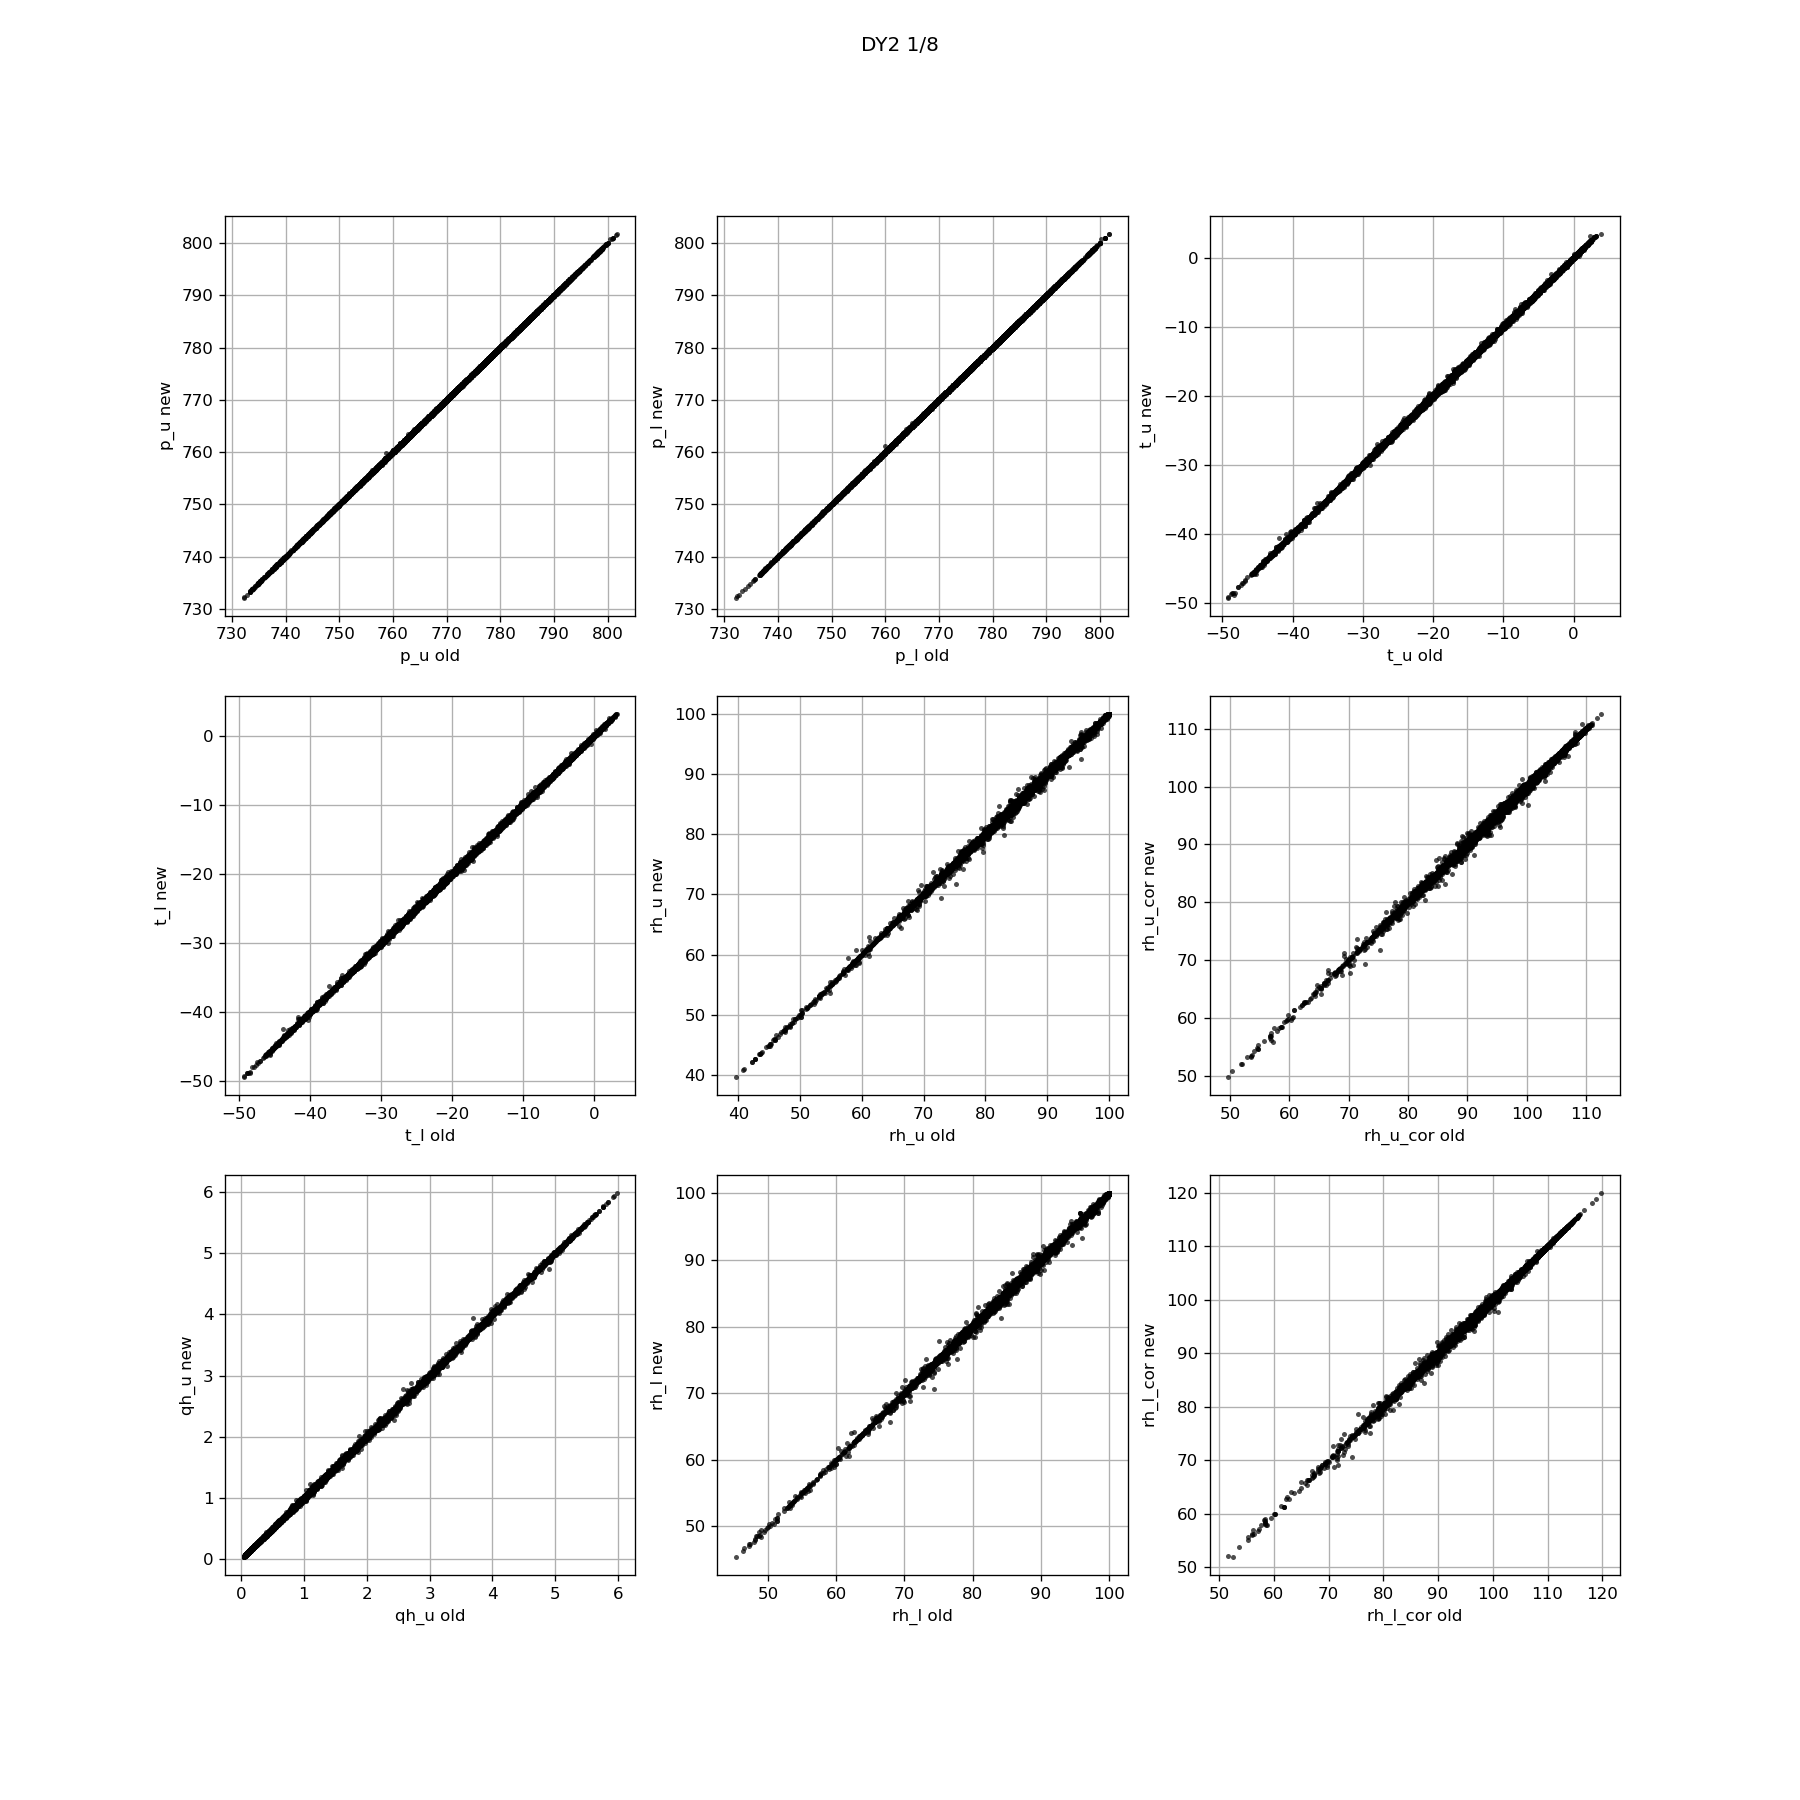 DY2 1/8
800
790
780
770
760
750
740
730
p_u new
730 740 750 760 770 780 790 800
p_u old
800
790
780
770
760
750
740
730
p_l new
730 740 750 760 770 780 790 800
p_l old
0
−10
−20
−30
−40
−50
t_u new
−50 −40 −30 −20 −10 0
t_u old
0
−10
−20
−30
−40
−50
t_l new
−50 −40 −30 −20 −10 0
t_l old
100
90
80
70
60
50
40
rh_u new
40 50 60 70 80 90 100
rh_u old
110
100
90
80
70
60
50
rh_u_cor new
50 60 70 80 90 100 110
rh_u_cor old
6
5
4
3
2
1
0
qh_u new
0 1 2 3 4 5 6
qh_u old
100
90
80
70
60
50
rh_l new
50 60 70 80 90 100
rh_l old
120
110
100
90
80
70
60
50
rh_l_cor new
50 60 70 80 90 100 110 120
rh_l_cor old